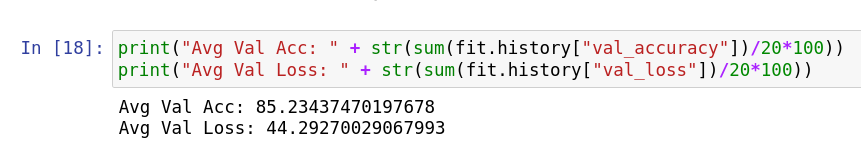 In [18]: print("Avg Val Acc: " + str(sum(fit.history["val_accuracy"])/20*100))
print("Avg Val Loss: " + str(sum(fit.history["val_loss"])/20*100))
Avg Val Acc: 85.23437470197678
Avg Val Loss: 44.29270029067993